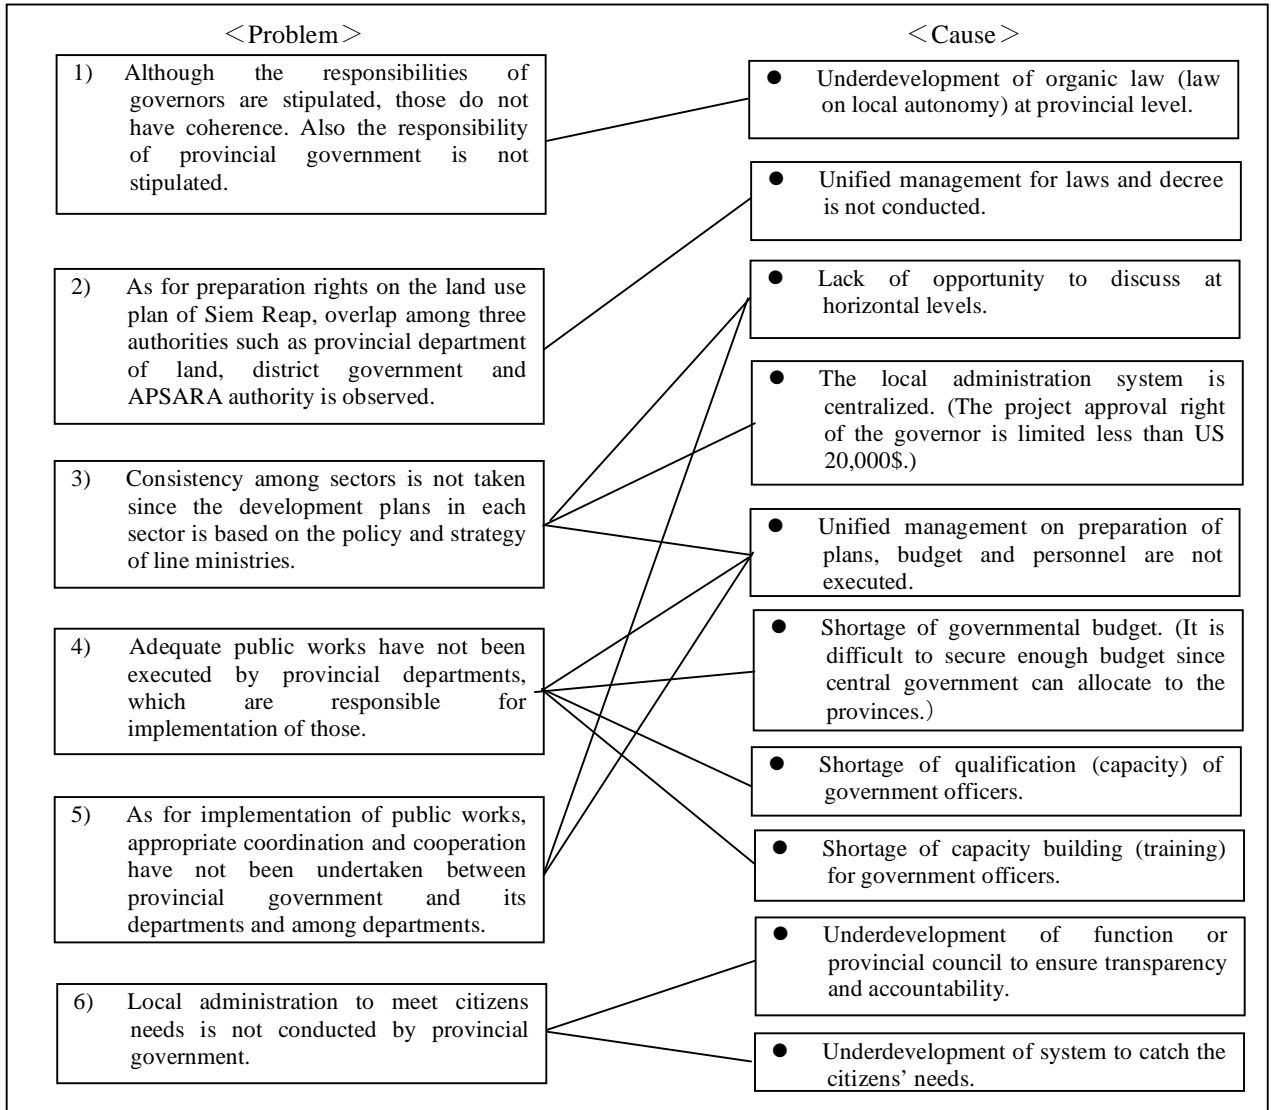 <Problem>
1) Although the responsibilities of
governors are stipulated, those do not
have coherence. Also the responsibility
of provincial government is not
stipulated.
2) As for preparation rights on the land use
plan of Siem Reap, overlap among three
authorities such as provincial department
of land, district government and
APSARA authority is observed.
3) Consistency among sectors is not taken
since the development plans in each
sector is based on the policy and strategy
of line ministries.
4) Adequate public works have not been
executed by provincial departments,
which are responsible for
implementation of those.
5) As for implementation of public works,
appropriate coordination and cooperation
have not been undertaken between
provincial government and its
departments and among departments.
6) Local administration to meet citizens
needs is not conducted by provincial
government.
<Cause>
● Underdevelopment of organic law (law
on local autonomy) at provincial level.
● Unified management for laws and decree
is not conducted.
● Lack of opportunity to discuss at
horizontal levels.
● The local administration system is
centralized. (The project approval right
of the governor is limited less than US
20,000$.)
● Unified management on preparation of
plans, budget and personnel are not
executed.
● Shortage of governmental budget. (It is
difficult to secure enough budget since
central government can allocate to the
provinces.)
● Shortage of qualification (capacity) of
government officers.
● Shortage of capacity building (training)
for government officers.
● Underdevelopment of function or
provincial council to ensure transparency
and accountability.
● Underdevelopment of system to catch the
citizens' needs.